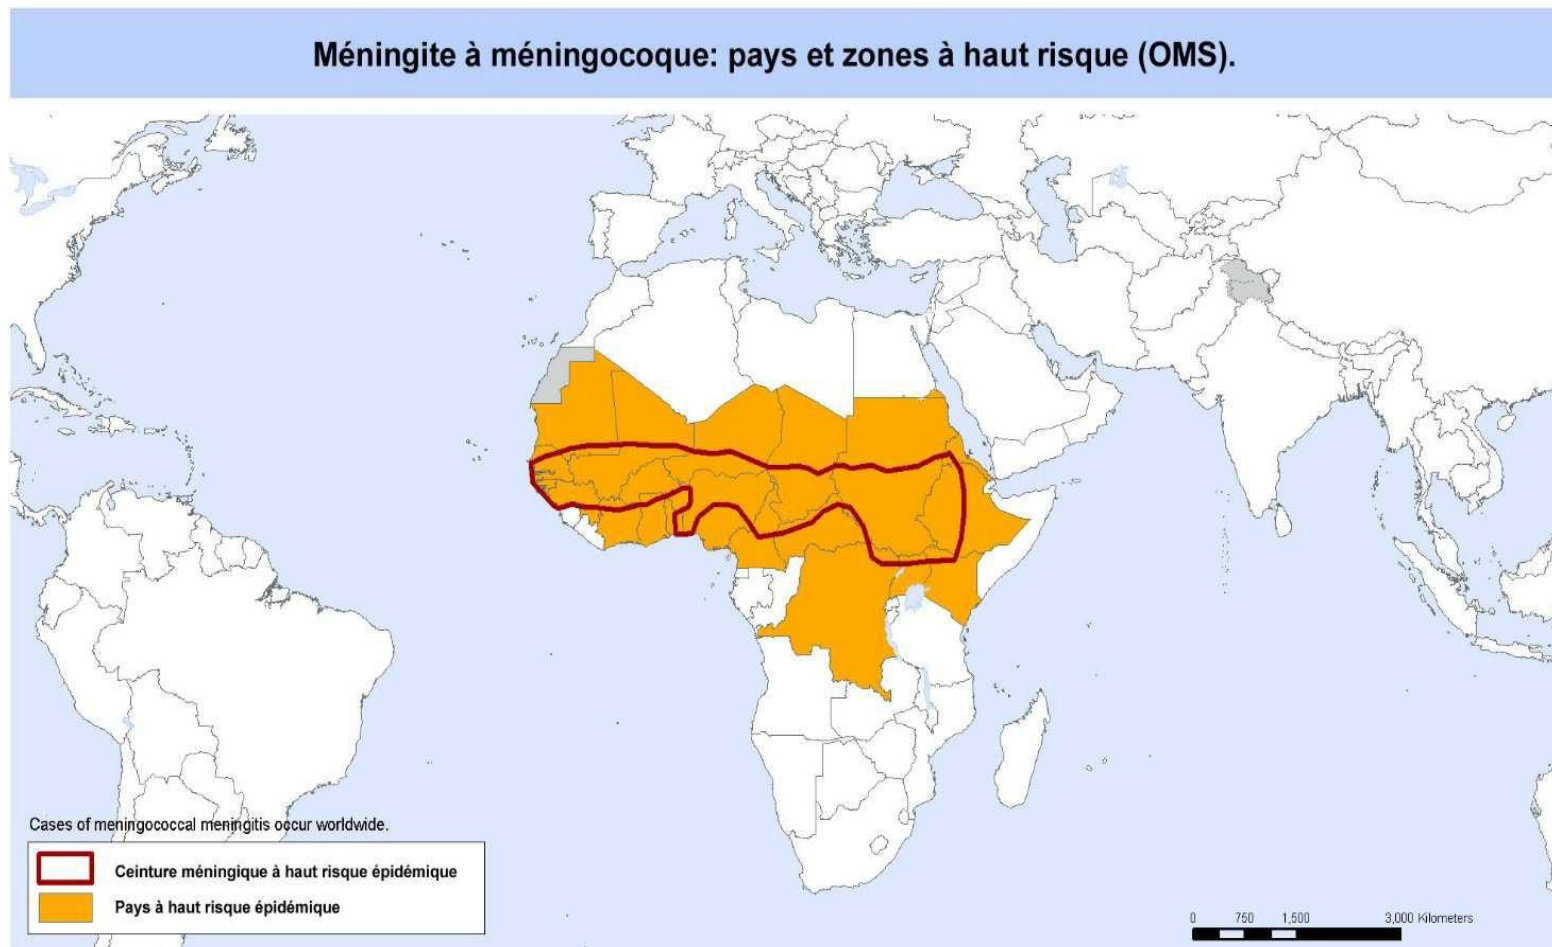 Méningite à méningocoque: pays et zones à haut risque (OMS).
Cases of meningococcal meningitis occur worldwide.
Ceinture méningique à haut risque épidémique
Pays à haut risque épidémique
0 750 1,500 3,000 Kilometers